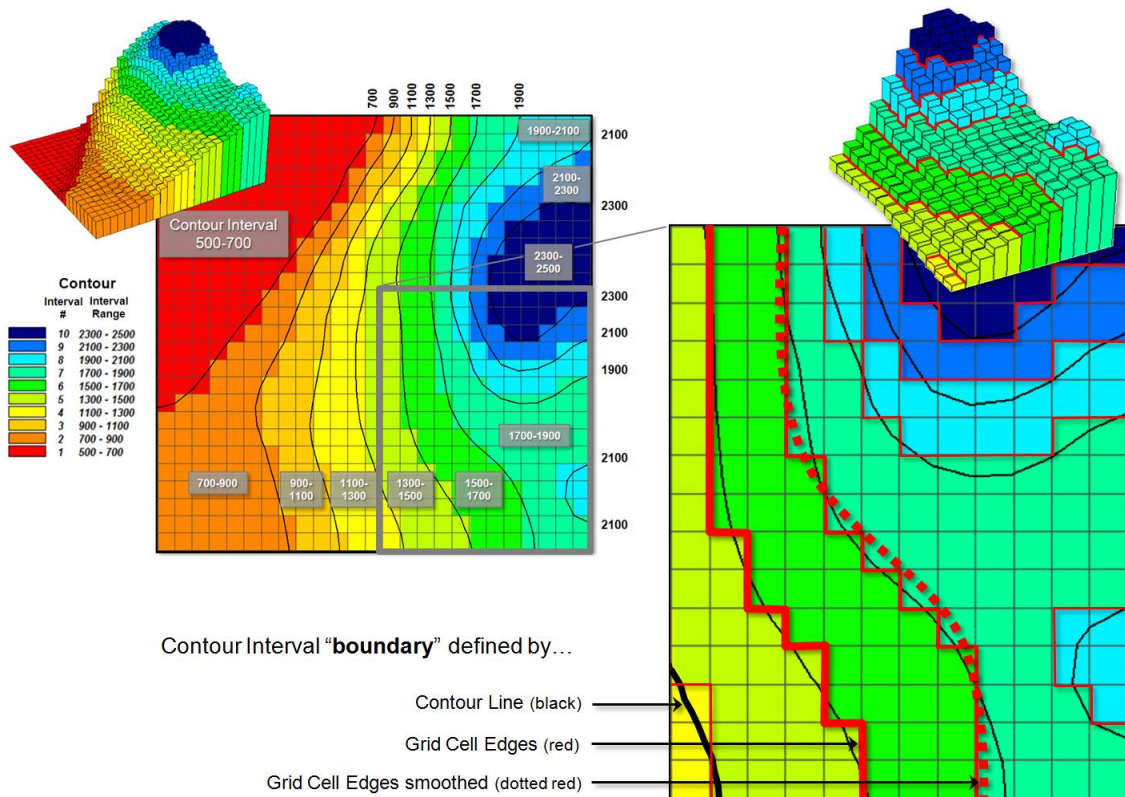 700
900
1100
1300
1500
1700
1900
1900-2100
2100
2100-
2300
2300
Contour Interval
500-700
2300-
2500
2300
2100
1900
1700-1900
2100
700-900
900-
1100
1100-
1300
1300-
1500
1500-
1700
2100
Contour
Interval Interval
# Range
10 2300 - 2500
9 2100 - 2300
8 1900 - 2100
7 1700 - 1900
6 1500 - 1700
5 1300 - 1500
4 1100 - 1300
3 900 - 1100
2 700 - 900
1 500 - 700
Contour Interval “boundary” defined by…
Contour Line (black)
Grid Cell Edges (red)
Grid Cell Edges smoothed (dotted red)